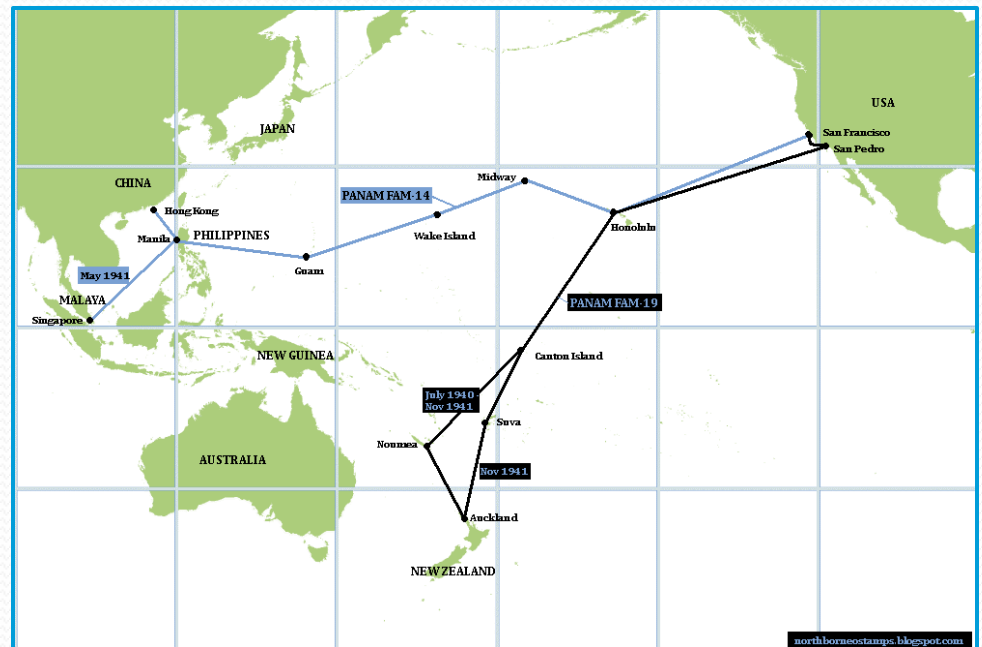 USA
San Francisco
JAPAN
San Pedro
Midway
CHINA
PANAM FAM-14
Hong Kong
Honolulu
Wake Island
Manila
PHILIPPINES
Guam
May 1941
MALAYA
PANAM FAM-19
Singapore
NEW GUINEA
Canton Island
July 1940 -
Nov 1941
Suva
Noumea
AUSTRALIA
Nov 1941
Auckland
NEW ZEALAND
northborneostamps.blogspot.com